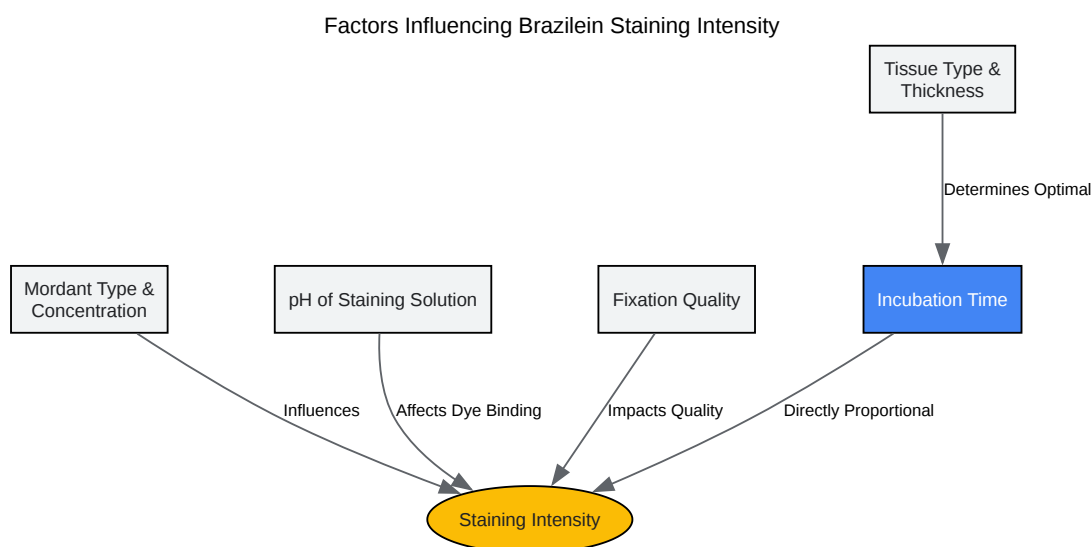 Factors Influencing Brazilein Staining Intensity
Tissue Type &
Thickness
Determines Optimal
Mordant Type &
Concentration
pH of Staining Solution
Fixation Quality
Incubation Time
Influences
Affects Dye Binding
Impacts Quality
Directly Proportional
Staining Intensity